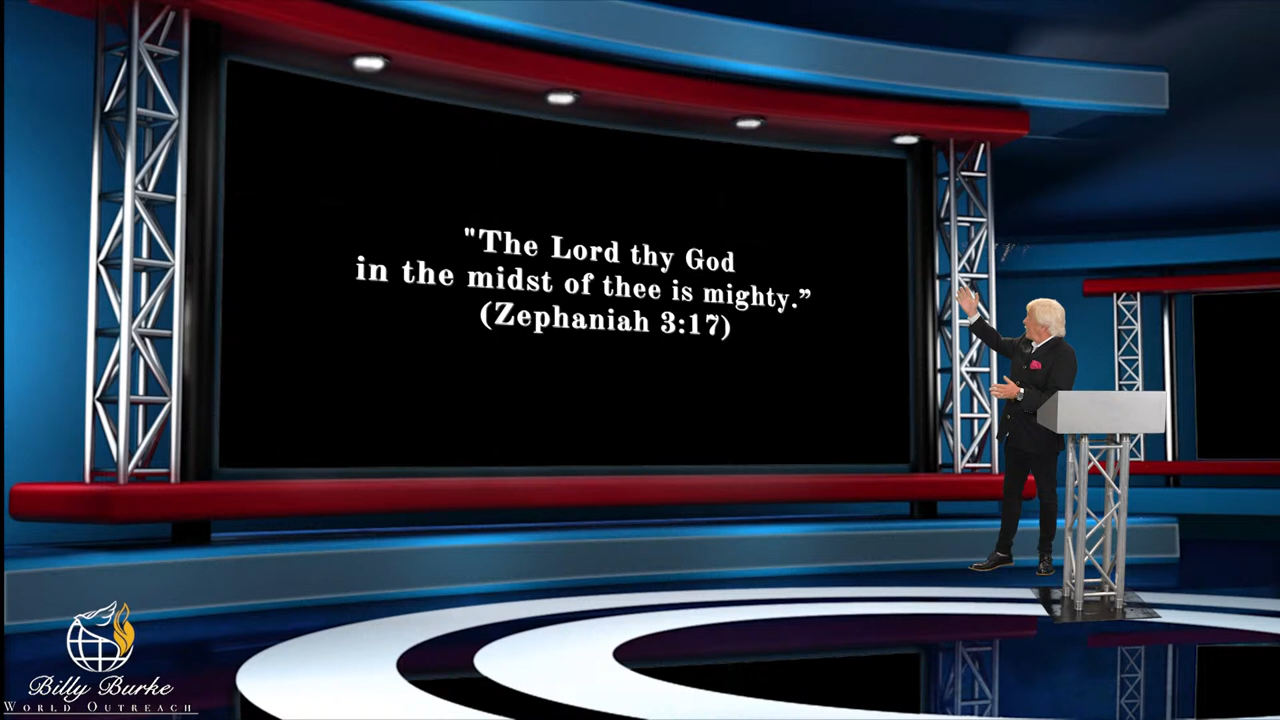 "The Lord thy God
in the midst of thee is mighty.”
(Zephaniah 3:17)
Billy Burke
WORLD OUTREACH